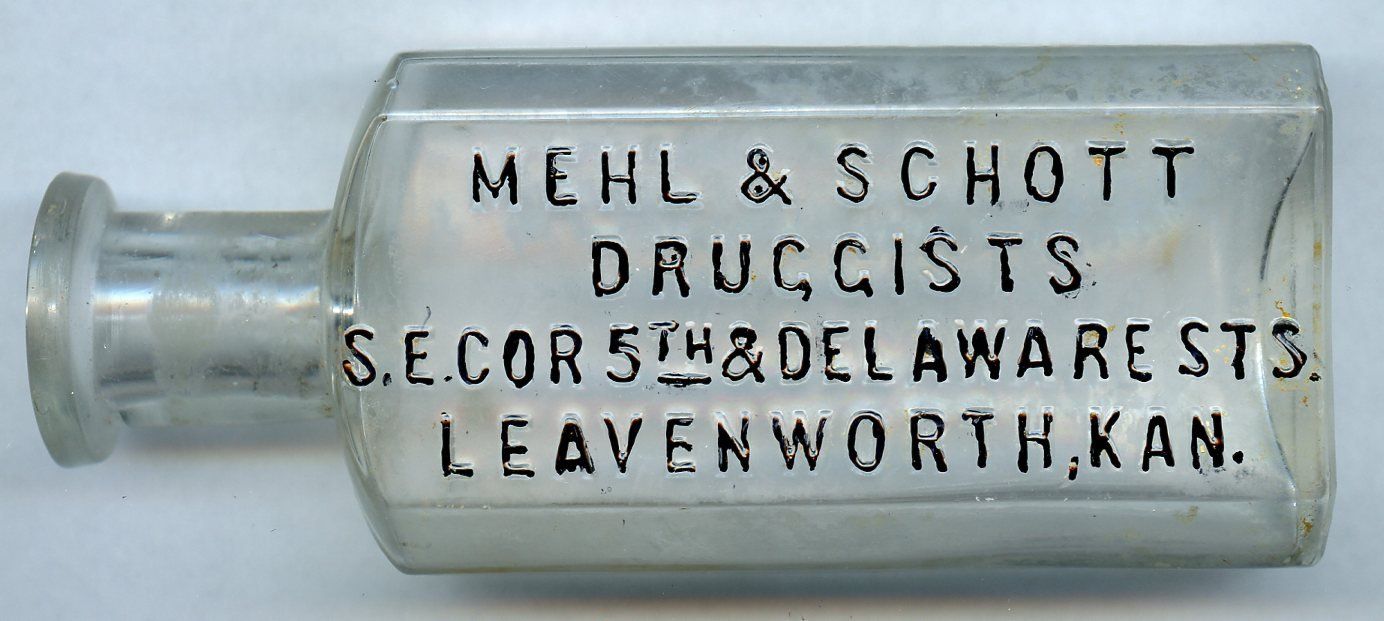 MEHL & SCHOTT
DRUGGISTS
S.E.COR 5TH & DELAWARE STS.
LEAVENWORTH, KAN.